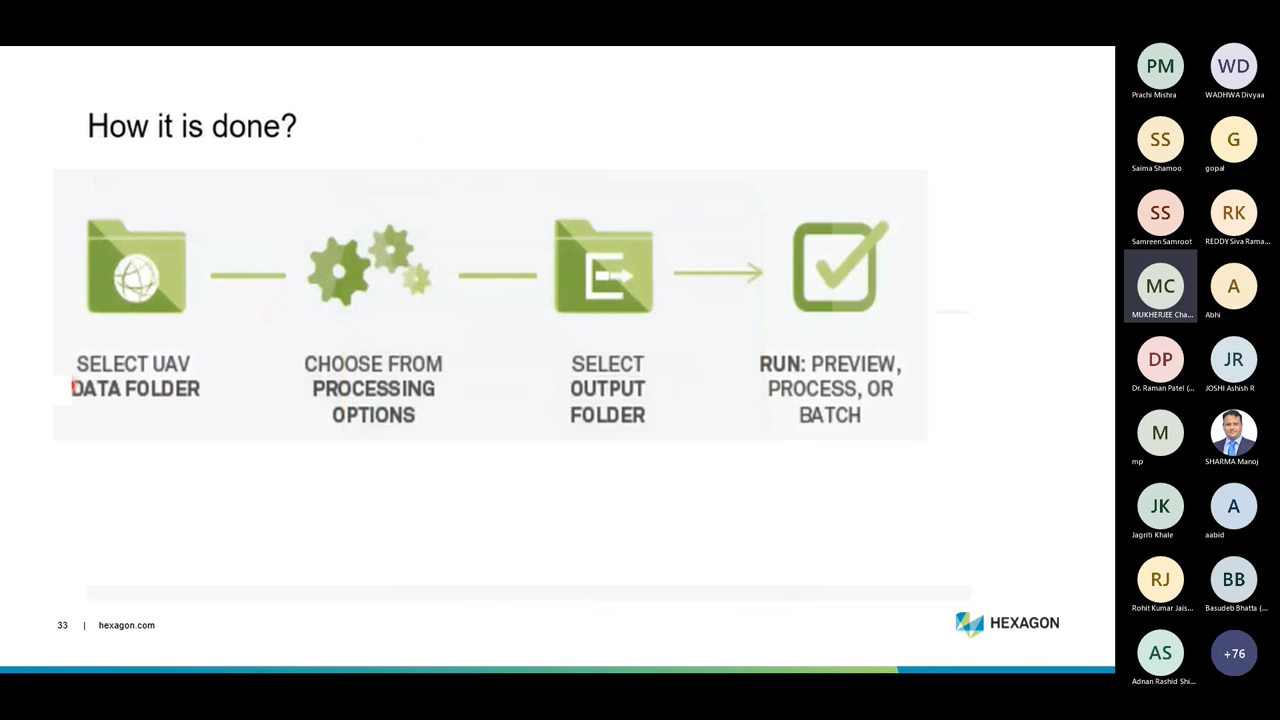 How it is done?
SELECT UAV
DATA FOLDER
CHOOSE FROM
PROCESSING
OPTIONS
SELECT
OUTPUT
FOLDER
RUN: PREVIEW,
PROCESS, OR
BATCH
33 | hexagon.com
HEXAGON
PM
Prachi Mishra
WD
WADHWA Divyaa
SS
Saima Shamoo
G
gopal
SS
Samreen Samroot
RK
REDDY Siva Rama...
MC
MUKHERJEE Cha...
A
Abhi
DP
Dr. Raman Patel (...
JR
JOSHI Ashish R
M
mp
SHARMA Manoj
JK
Jagriti Khale
A
aabid
RJ
Rohit Kumar Jais...
BB
Basudeb Bhatta (...
AS
Adnan Rashid Shi...
+76